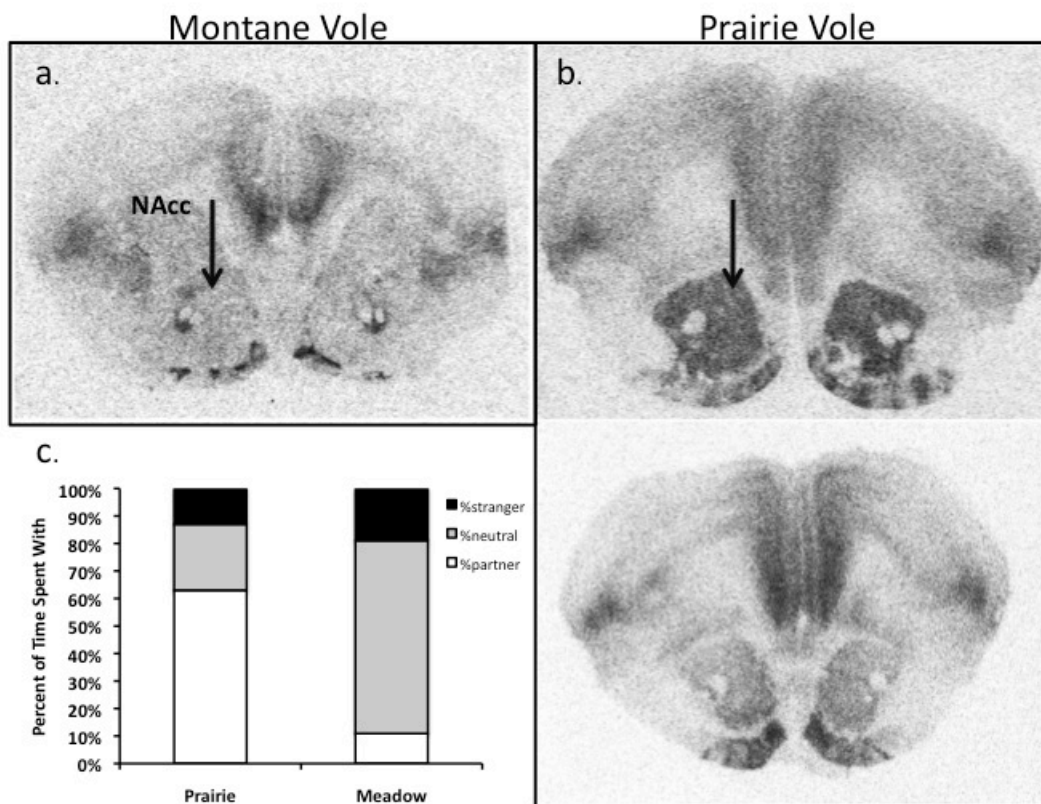 Montane Vole
Prairie Vole
a.
NAcc
b.
c.
Percent of Time Spent With
100%
90%
80%
70%
60%
50%
40%
30%
20%
10%
0%
%stranger
%neutral
%partner
Prairie
Meadow